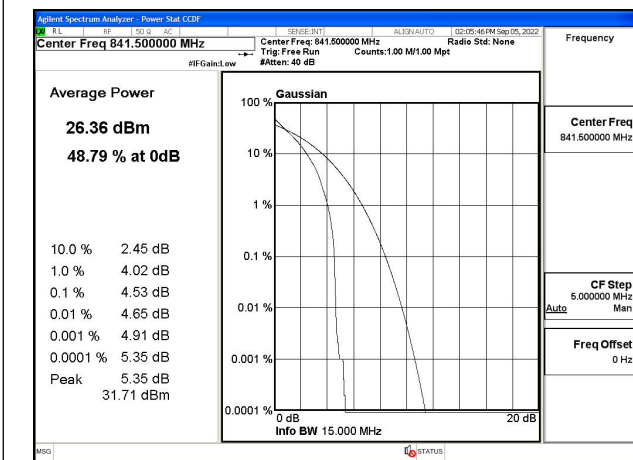 Agilent Spectrum Analyzer - Power Stat CCDF
LXI RL RF 50 Ω AC SENSE:INT ALIGN AUTO 02:05:46 PM Sep 05, 2022
Center Freq 841.500000 MHz
Center Freq: 841.500000 MHz Radio Std: None
Trig: Free Run Counts:1.00 M/1.00 Mpt
#IFGain:Low #Atten: 40 dB
Frequency
Average Power
26.36 dBm
48.79 % at 0dB
10.0 % 2.45 dB
1.0 % 4.02 dB
0.1 % 4.53 dB
0.01 % 4.65 dB
0.001 % 4.91 dB
0.0001 % 5.35 dB
Peak 5.35 dB
31.71 dBm
Gaussian
100 %
10 %
1 %
0.1 %
0.01 %
0.001 %
0.0001 %
0 dB 20 dB
Info BW 15.000 MHz
Center Freq
841.500000 MHz
CF Step
5.000000 MHz
Auto Man
Freq Offset
0 Hz
MSG STATUS